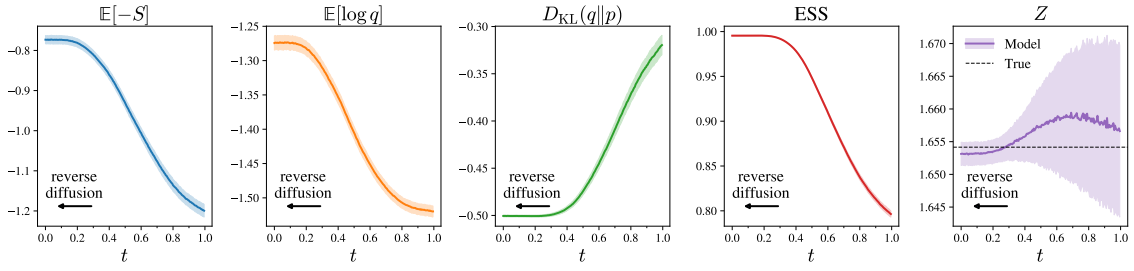 𝔼[−S]
−0.8
−0.9
−1.0
−1.1
−1.2
reverse
diffusion
0.0 0.2 0.4 0.6 0.8 1.0
t
𝔼[log q]
−1.25
−1.30
−1.35
−1.40
−1.45
−1.50
reverse
diffusion
0.0 0.2 0.4 0.6 0.8 1.0
t
D_KL(q‖p)
−0.30
−0.35
−0.40
−0.45
−0.50
reverse
diffusion
0.0 0.2 0.4 0.6 0.8 1.0
t
ESS
1.00
0.95
0.90
0.85
0.80
reverse
diffusion
0.0 0.2 0.4 0.6 0.8 1.0
t
Z
1.670
1.665
1.660
1.655
1.650
1.645
Model
True
reverse
diffusion
0.0 0.2 0.4 0.6 0.8 1.0
t